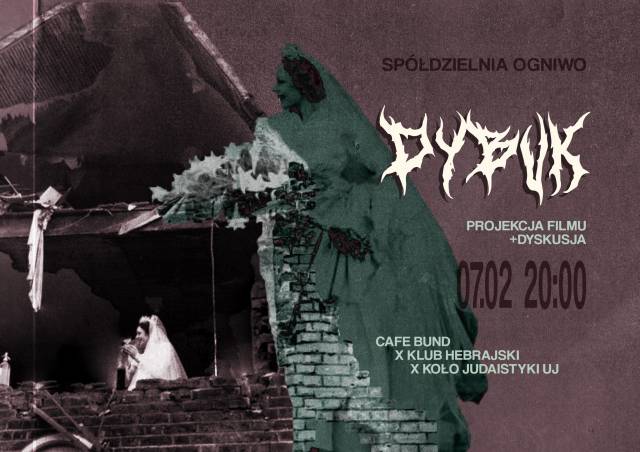 SPÓŁDZIELNIA OGNIWO
DYBUK
PROJEKCJA FILMU
+DYSKUSJA
07.02 20:00
CAFE BUND
X KLUB HEBRAJSKI
X KOŁO JUDAISTYKI UJ